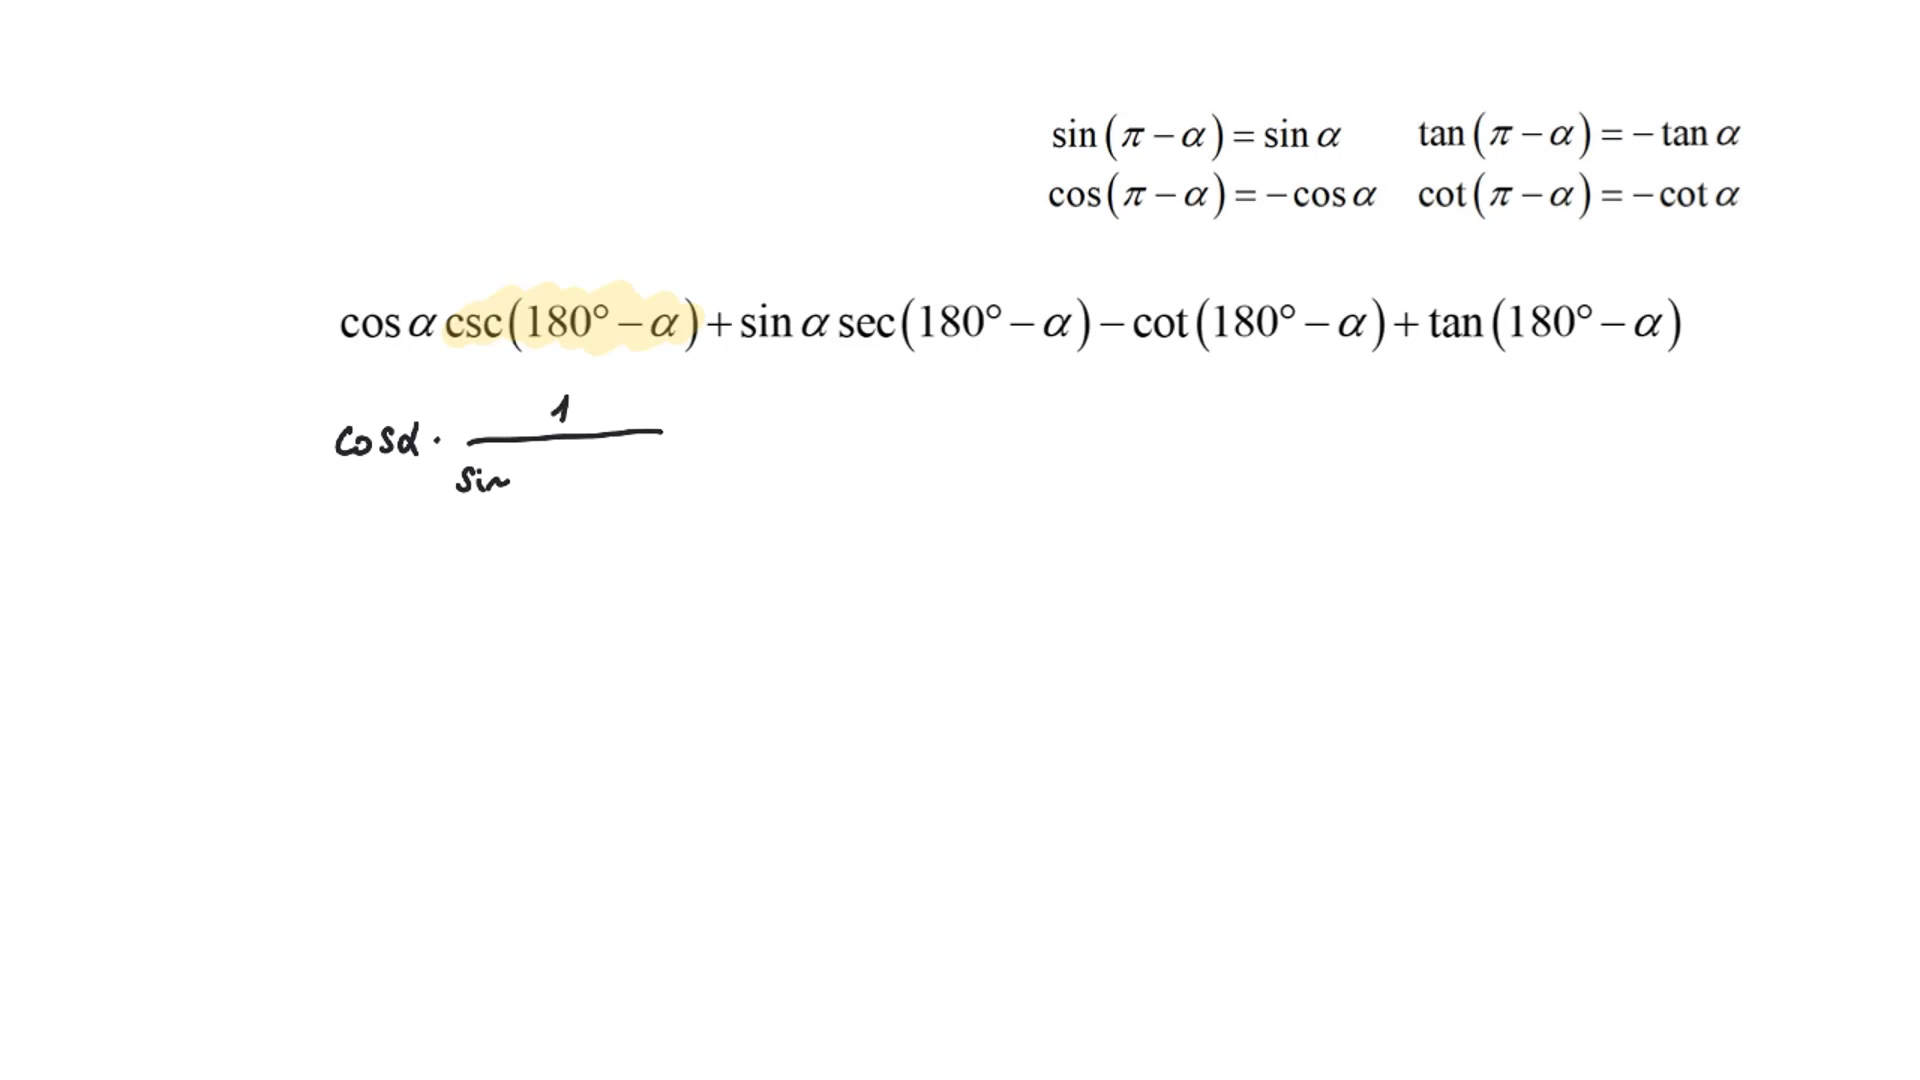 sin(π − α) = sin α   tan(π − α) = − tan α
cos(π − α) = − cos α   cot(π − α) = − cot α
cos α csc(180° − α) + sin α sec(180° − α) − cot(180° − α) + tan(180° − α)
1
cosα ·
sin